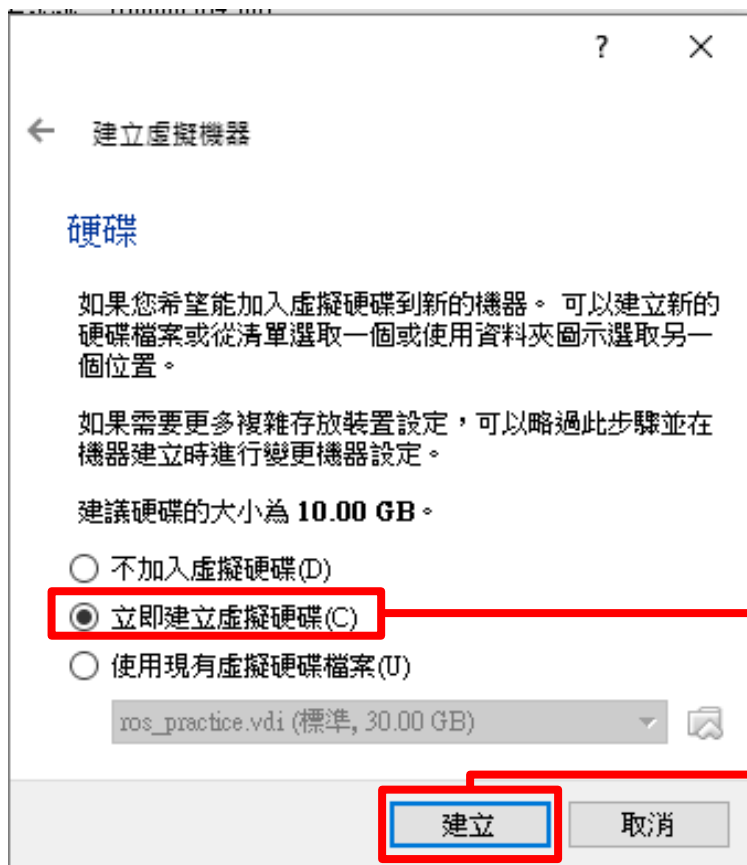 ?
建立虛擬機器
硬碟
如果您希望能加入虛擬硬碟到新的機器。 可以建立新的
硬碟檔案或從清單選取一個或使用資料夾圖示選取另一
個位置。
如果需要更多複雜存放裝置設定，可以略過此步驟並在
機器建立時進行變更機器設定。
建議硬碟的大小為 10.00 GB。
不加入虛擬硬碟(D)
立即建立虛擬硬碟(C)
使用現有虛擬硬碟檔案(U)
ros_practice.vdi (標準, 30.00 GB)
建立 取消